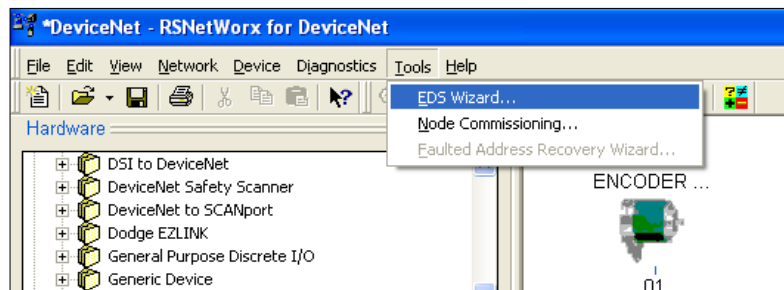 *DeviceNet - RSNetWorx for DeviceNet
File Edit View Network Device Diagnostics Tools Help
EDS Wizard...
Node Commissioning...
Faulted Address Recovery Wizard...
Hardware
DSI to DeviceNet
DeviceNet Safety Scanner
DeviceNet to SCANport
Dodge EZLINK
General Purpose Discrete I/O
Generic Device
ENCODER ...
01